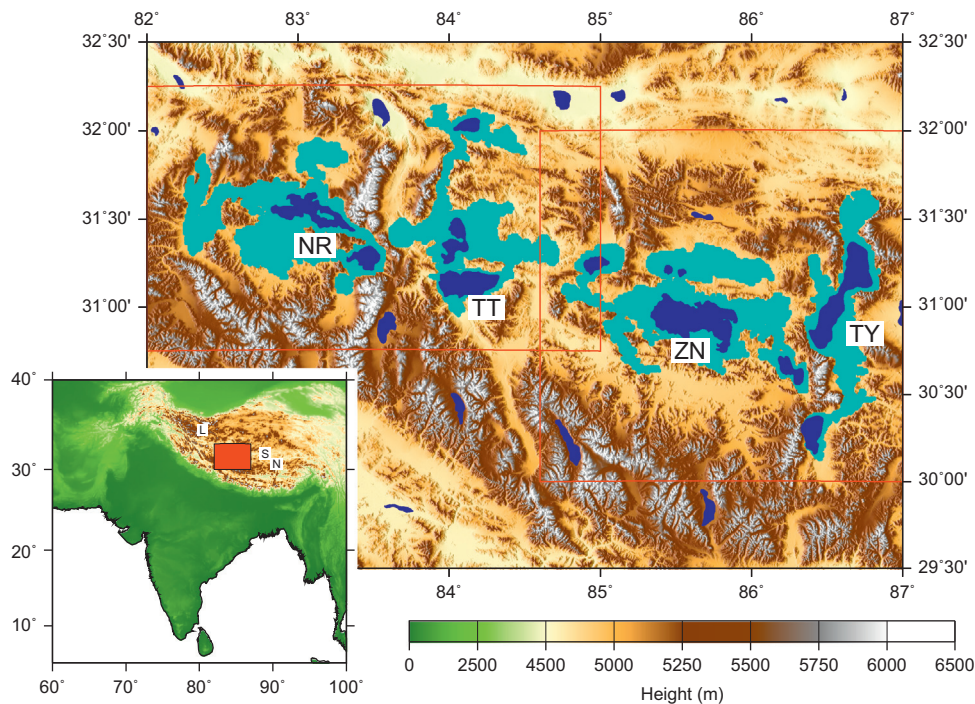 82˚ 83˚ 84˚ 85˚ 86˚ 87˚
32˚30' 32˚30'
32˚00' 32˚00'
31˚30' 31˚30'
NR
31˚00' 31˚00'
TT
TY
ZN
30˚30'
40˚
L
S
N
30˚
30˚00'
20˚
29˚30'
84˚ 85˚ 86˚ 87˚
10˚
0 2500 4500 5000 5250 5500 5750 6000 6500
60˚ 70˚ 80˚ 90˚ 100˚
Height (m)